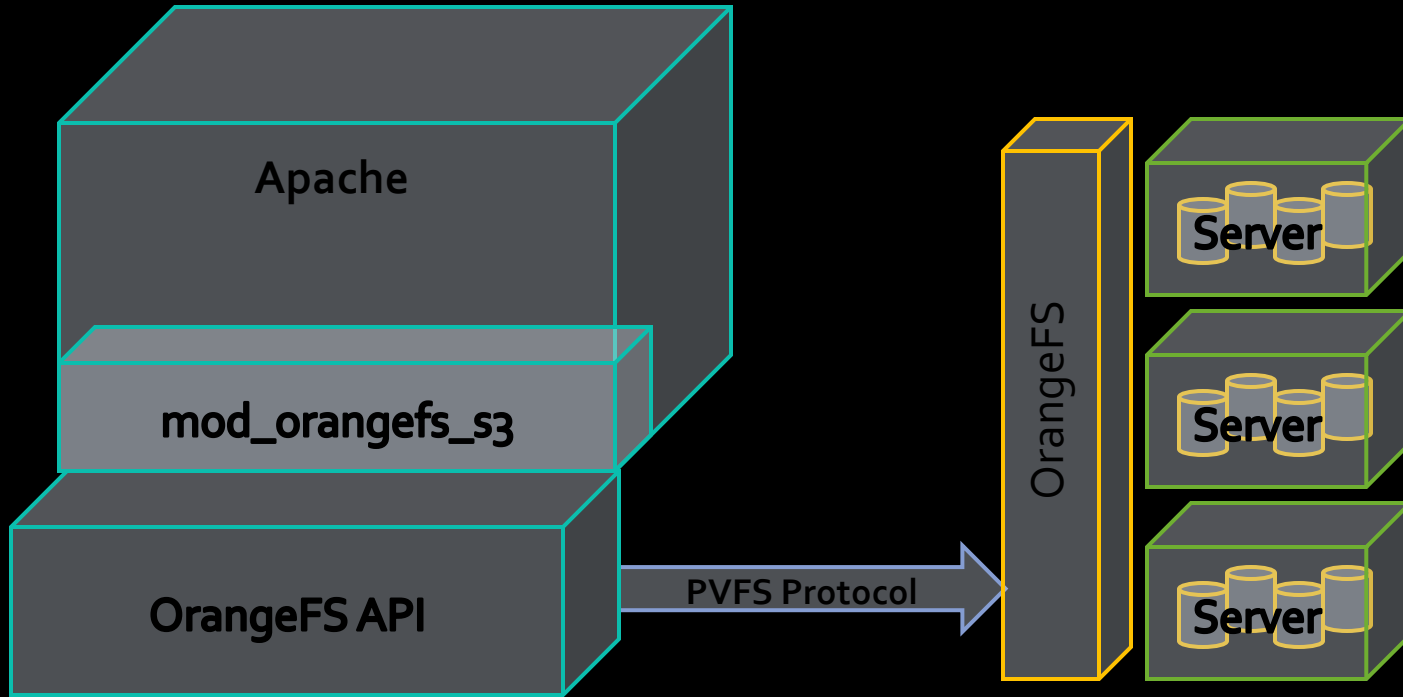 Apache
mod_orangefs_s3
OrangeFS API
PVFS Protocol
OrangeFS
Server
Server
Server